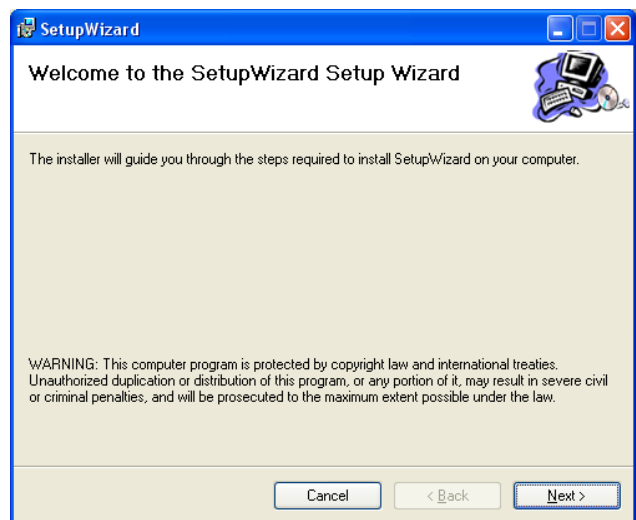 SetupWizard
Welcome to the SetupWizard Setup Wizard
The installer will guide you through the steps required to install SetupWizard on your computer.
WARNING: This computer program is protected by copyright law and international treaties.
Unauthorized duplication or distribution of this program, or any portion of it, may result in severe civil
or criminal penalties, and will be prosecuted to the maximum extent possible under the law.
Cancel < Back Next >